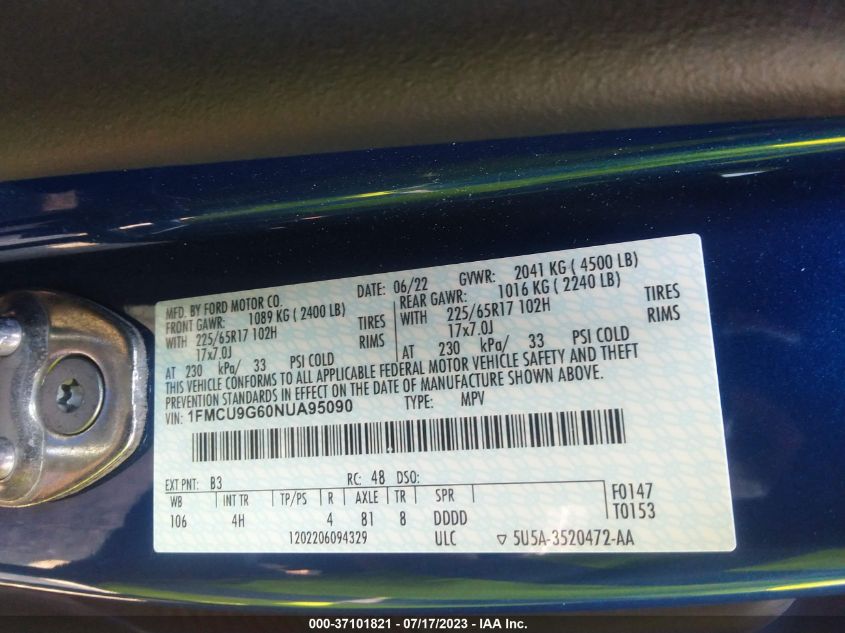 MFD. BY FORD MOTOR CO.
DATE: 06/22 GVWR: 2041 KG ( 4500 LB)
FRONT GAWR: 1089 KG ( 2400 LB)
REAR GAWR: 1016 KG ( 2240 LB)
WITH 225/65R17 102H TIRES
WITH 225/65R17 102H TIRES
17x7.0J RIMS
17x7.0J RIMS
AT 230 kPa/ 33 PSI COLD
AT 230 kPa/ 33 PSI COLD
THIS VEHICLE CONFORMS TO ALL APPLICABLE FEDERAL MOTOR VEHICLE SAFETY AND THEFT
PREVENTION STANDARDS IN EFFECT ON THE DATE OF MANUFACTURE SHOWN ABOVE.
VIN: 1FMCU9G60NUA95090 TYPE: MPV
EXT PNT: B3 RC: 48 DSO:
WB INT TR TP/PS R AXLE TR SPR
106 4H 4 81 8 DDDD
F0147
T0153
1202206094329 ULC ▽ 5U5A-3520472-AA
000-37101821 / 07/17/2023 - IAA Inc.